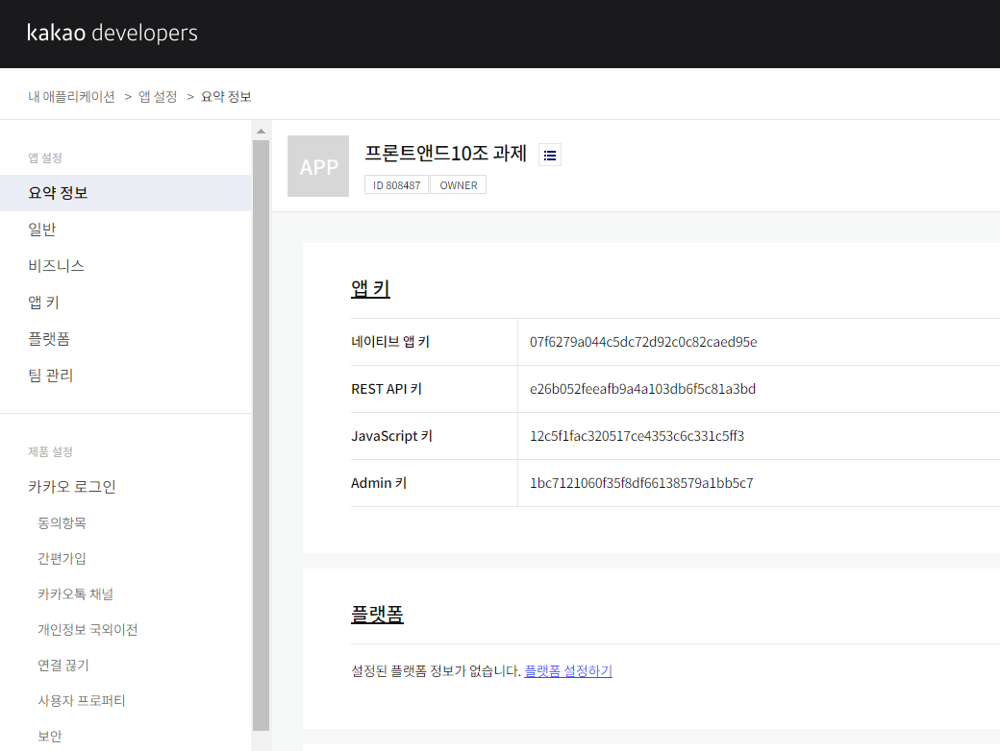 kakao developers
내 애플리케이션 > 앱 설정 > 요약 정보
앱 설정
요약 정보
일반
비즈니스
앱 키
플랫폼
팀 관리
제품 설정
카카오 로그인
동의항목
간편가입
카카오톡 채널
개인정보 국외이전
연결 끊기
사용자 프로퍼티
보안
APP
프론트앤드10조 과제
ID 808487 OWNER
앱 키
네이티브 앱 키 07f6279a044c5dc72d92c0c82caed95e
REST API 키 e26b052feeafb9a4a103db6f5c81a3bd
JavaScript 키 12c5f1fac320517ce4353c6c331c5ff3
Admin 키 1bc7121060f35f8df66138579a1bb5c7
플랫폼
설정된 플랫폼 정보가 없습니다. 플랫폼 설정하기